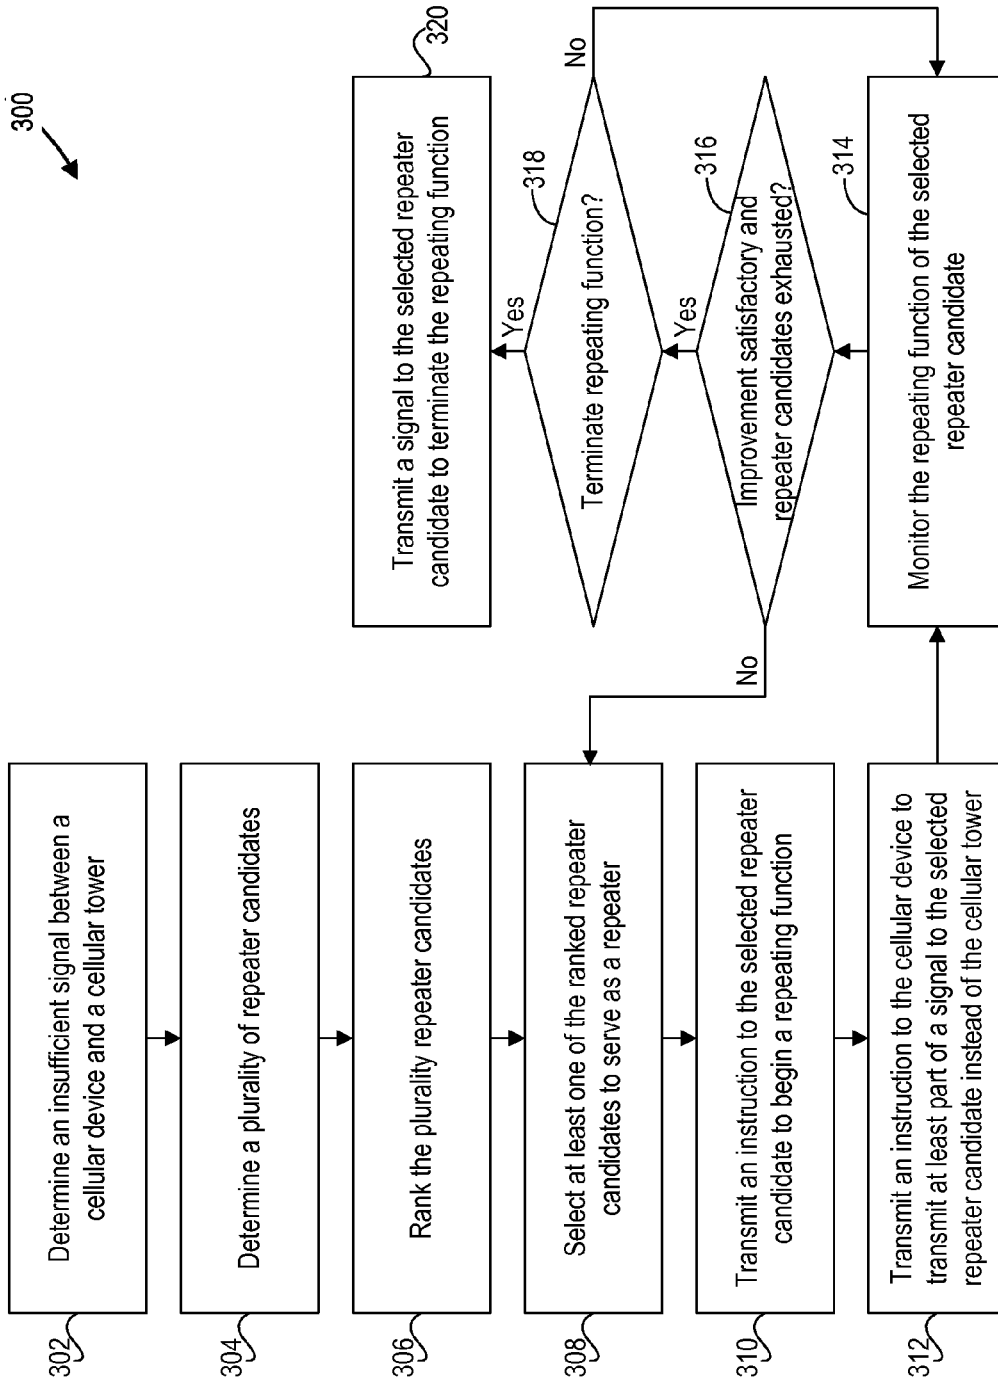 300
302
Determine an insufficient signal between a
cellular device and a cellular tower
304
Determine a plurality of repeater candidates
306
Rank the plurality repeater candidates
308
Select at least one of the ranked repeater
candidates to serve as a repeater
310
Transmit an instruction to the selected repeater
candidate to begin a repeating function
312
Transmit an instruction to the cellular device to
transmit at least part of a signal to the selected
repeater candidate instead of the cellular tower
320
Transmit a signal to the selected repeater
candidate to terminate the repeating function
Yes
318
Terminate repeating function?
No
Yes
316
Improvement satisfactory and
repeater candidates exhausted?
No
314
Monitor the repeating function of the selected
repeater candidate